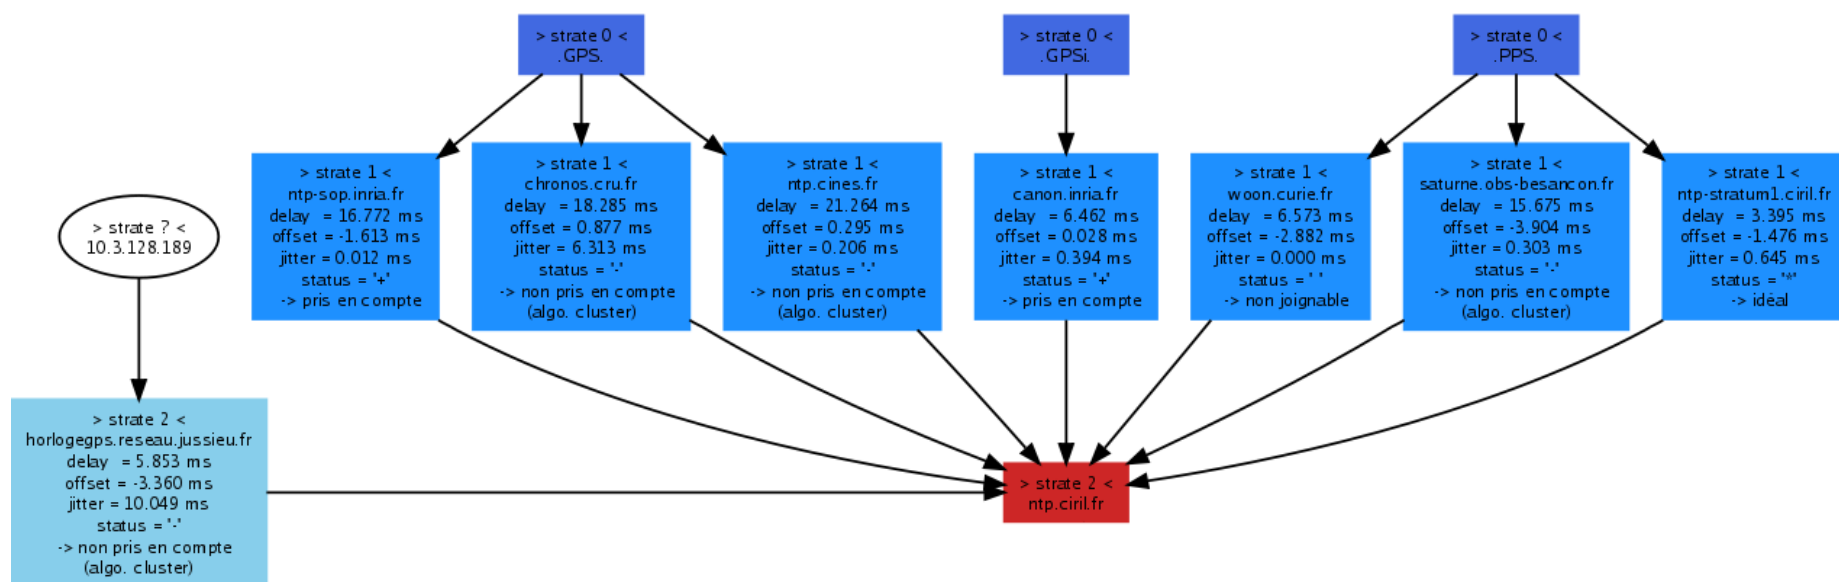 > strate 0 <
.GPS.
> strate 0 <
.GPSi.
> strate 0 <
.PPS.
> strate ? <
10.3.128.189
> strate 1 <
ntp-sop.inria.fr
delay = 16.772 ms
offset = -1.613 ms
jitter = 0.012 ms
status = '+'
-> pris en compte
> strate 1 <
chronos.cru.fr
delay = 18.285 ms
offset = 0.877 ms
jitter = 6.313 ms
status = '-'
-> non pris en compte
(algo. cluster)
> strate 1 <
ntp.cines.fr
delay = 21.264 ms
offset = 0.295 ms
jitter = 0.206 ms
status = '-'
-> non pris en compte
(algo. cluster)
> strate 1 <
canon.inria.fr
delay = 6.462 ms
offset = 0.028 ms
jitter = 0.394 ms
status = '+'
-> pris en compte
> strate 1 <
woon.curie.fr
delay = 6.573 ms
offset = -2.882 ms
jitter = 0.000 ms
status = ' '
-> non joignable
> strate 1 <
saturne.obs-besancon.fr
delay = 15.675 ms
offset = -3.904 ms
jitter = 0.303 ms
status = '-'
-> non pris en compte
(algo. cluster)
> strate 1 <
ntp-stratum1.ciril.fr
delay = 3.395 ms
offset = -1.476 ms
jitter = 0.645 ms
status = '*'
-> idéal
> strate 2 <
horlogegps.reseau.jussieu.fr
delay = 5.853 ms
offset = -3.360 ms
jitter = 10.049 ms
status = '-'
-> non pris en compte
(algo. cluster)
> strate 2 <
ntp.ciril.fr